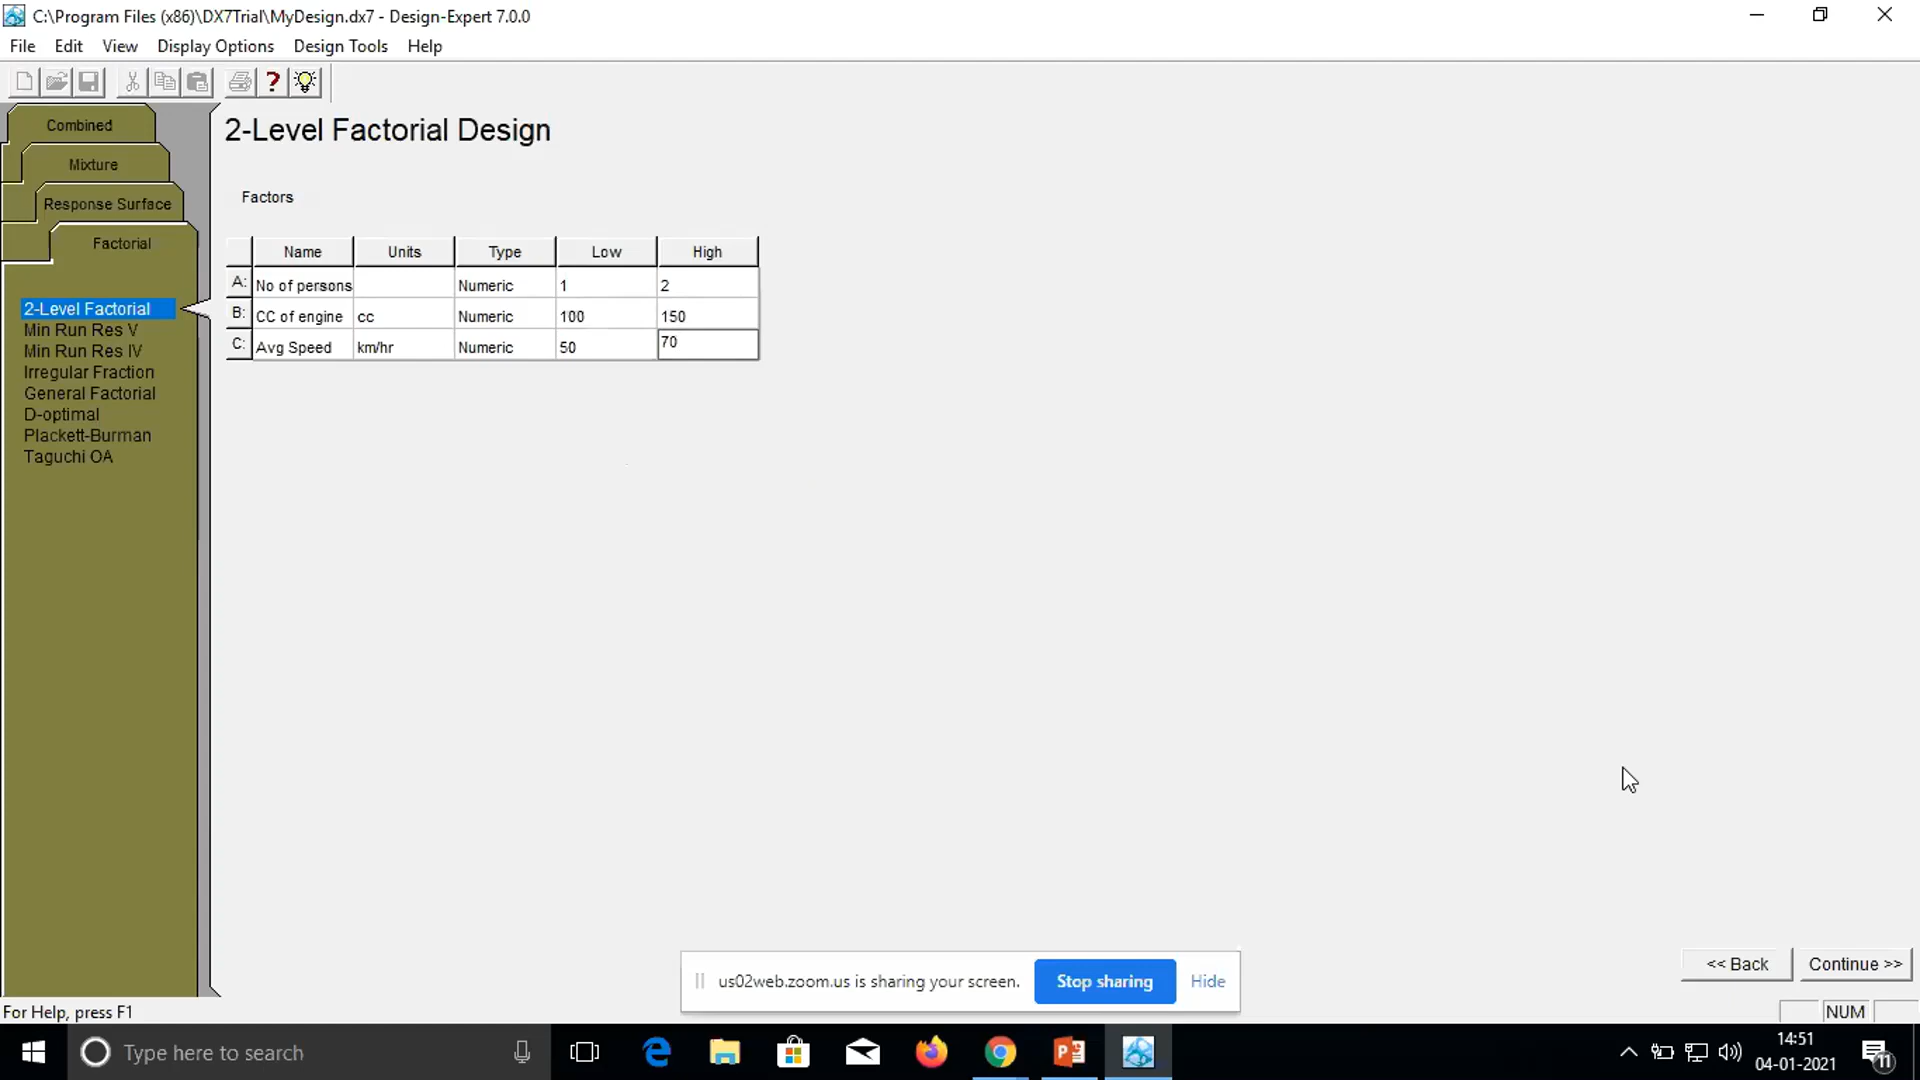 C:\Program Files (x86)\DX7Trial\MyDesign.dx7 - Design-Expert 7.0.0
File Edit View Display Options Design Tools Help
Combined
Mixture
Response Surface
Factorial
2-Level Factorial
Min Run Res V
Min Run Res IV
Irregular Fraction
General Factorial
D-optimal
Plackett-Burman
Taguchi OA
2-Level Factorial Design
Factors
Name Units Type Low High
A: No of persons Numeric 1 2
B: CC of engine cc Numeric 100 150
C: Avg Speed km/hr Numeric 50 70
<< Back Continue >>
us02web.zoom.us is sharing your screen. Stop sharing Hide
For Help, press F1 NUM
Type here to search
14:51
04-01-2021
11